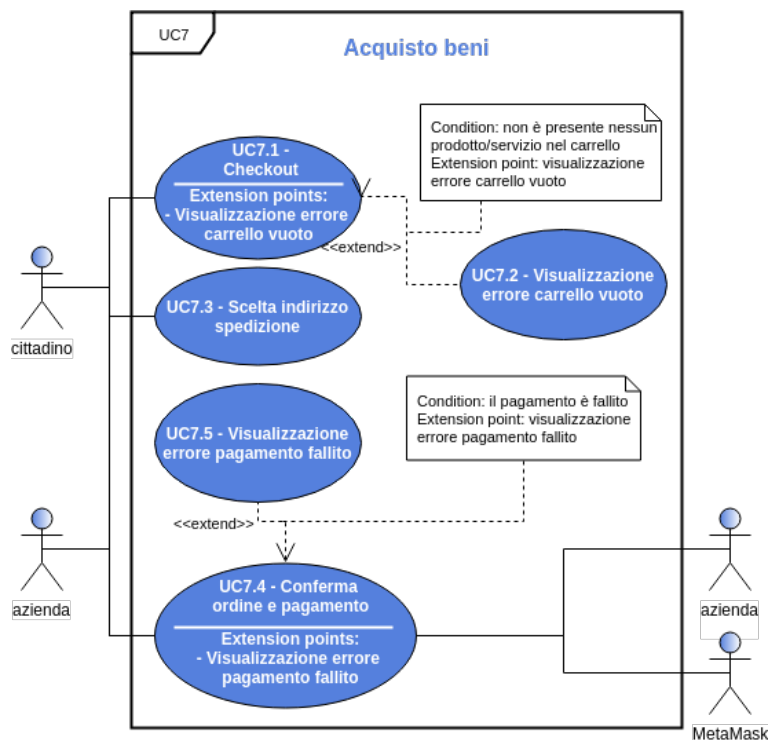 UC7
Acquisto beni
Condition: non è presente nessun
prodotto/servizio nel carrello
Extension point: visualizzazione
errore carrello vuoto
UC7.1 -
Checkout
Extension points:
- Visualizzazione errore
carrello vuoto
<<extend>>
UC7.2 - Visualizzazione
errore carrello vuoto
UC7.3 - Scelta indirizzo
spedizione
cittadino
Condition: il pagamento è fallito
Extension point: visualizzazione
errore pagamento fallito
UC7.5 - Visualizzazione
errore pagamento fallito
<<extend>>
azienda
UC7.4 - Conferma
ordine e pagamento
Extension points:
- Visualizzazione errore
pagamento fallito
azienda
MetaMask